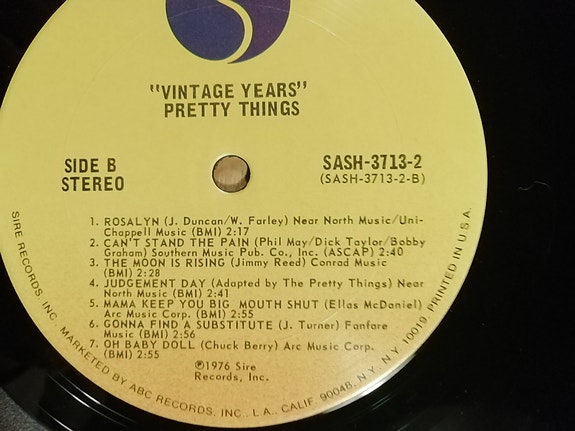 "VINTAGE YEARS"
PRETTY THINGS
SIDE B
STEREO
SASH-3713-2
(SASH-3713-2-B)
1. ROSALYN (J. Duncan/W. Farley) Near North Music/Uni-
Chappell Music (BMI) 2:17
2. CAN'T STAND THE PAIN (Phil May/Dick Taylor/Bobby
Graham) Southern Music Pub. Co., Inc. (ASCAP) 2:40
3. THE MOON IS RISING (Jimmy Reed) Conrad Music
(BMI) 2:28
4. JUDGEMENT DAY (Adapted by The Pretty Things) Near
North Music (BMI) 2:41
5. MAMA KEEP YOU BIG MOUTH SHUT (Ellas McDaniel)
Arc Music Corp. (BMI) 2:55
6. GONNA FIND A SUBSTITUTE (J. Turner) Fanfare
Music (BMI) 2:56
7. OH BABY DOLL (Chuck Berry) Arc Music Corp.
(BMI) 2:55
℗1976 Sire
Records, Inc.
SIRE RECORDS, INC. MARKETED BY ABC RECORDS, INC., L.A., CALIF. 90048, N.Y., N.Y. 10019. PRINTED IN U.S.A.